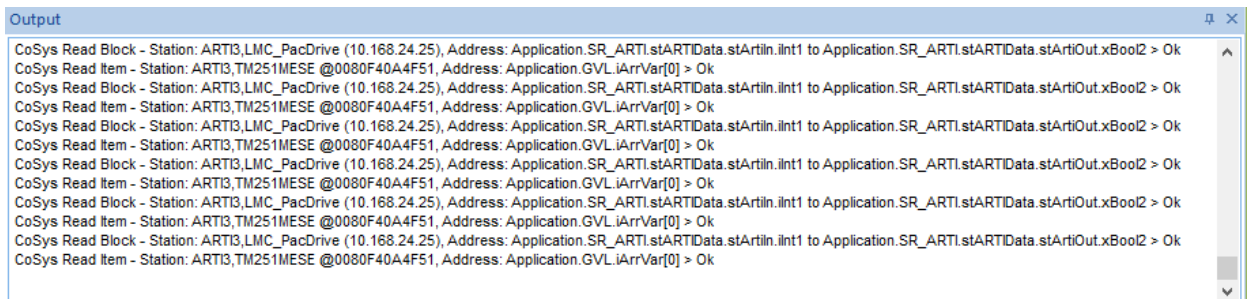 Output
CoSys Read Block - Station: ARTI3,LMC_PacDrive (10.168.24.25), Address: Application.SR_ARTI.stARTIData.stArtiIn.iInt1 to Application.SR_ARTI.stARTIData.stArtiOut.xBool2 > Ok
CoSys Read Item - Station: ARTI3,TM251MESE @0080F40A4F51, Address: Application.GVL.iArrVar[0] > Ok
CoSys Read Block - Station: ARTI3,LMC_PacDrive (10.168.24.25), Address: Application.SR_ARTI.stARTIData.stArtiIn.iInt1 to Application.SR_ARTI.stARTIData.stArtiOut.xBool2 > Ok
CoSys Read Item - Station: ARTI3,TM251MESE @0080F40A4F51, Address: Application.GVL.iArrVar[0] > Ok
CoSys Read Block - Station: ARTI3,LMC_PacDrive (10.168.24.25), Address: Application.SR_ARTI.stARTIData.stArtiIn.iInt1 to Application.SR_ARTI.stARTIData.stArtiOut.xBool2 > Ok
CoSys Read Item - Station: ARTI3,TM251MESE @0080F40A4F51, Address: Application.GVL.iArrVar[0] > Ok
CoSys Read Block - Station: ARTI3,LMC_PacDrive (10.168.24.25), Address: Application.SR_ARTI.stARTIData.stArtiIn.iInt1 to Application.SR_ARTI.stARTIData.stArtiOut.xBool2 > Ok
CoSys Read Item - Station: ARTI3,TM251MESE @0080F40A4F51, Address: Application.GVL.iArrVar[0] > Ok
CoSys Read Block - Station: ARTI3,LMC_PacDrive (10.168.24.25), Address: Application.SR_ARTI.stARTIData.stArtiIn.iInt1 to Application.SR_ARTI.stARTIData.stArtiOut.xBool2 > Ok
CoSys Read Item - Station: ARTI3,TM251MESE @0080F40A4F51, Address: Application.GVL.iArrVar[0] > Ok
CoSys Read Block - Station: ARTI3,LMC_PacDrive (10.168.24.25), Address: Application.SR_ARTI.stARTIData.stArtiIn.iInt1 to Application.SR_ARTI.stARTIData.stArtiOut.xBool2 > Ok
CoSys Read Item - Station: ARTI3,TM251MESE @0080F40A4F51, Address: Application.GVL.iArrVar[0] > Ok